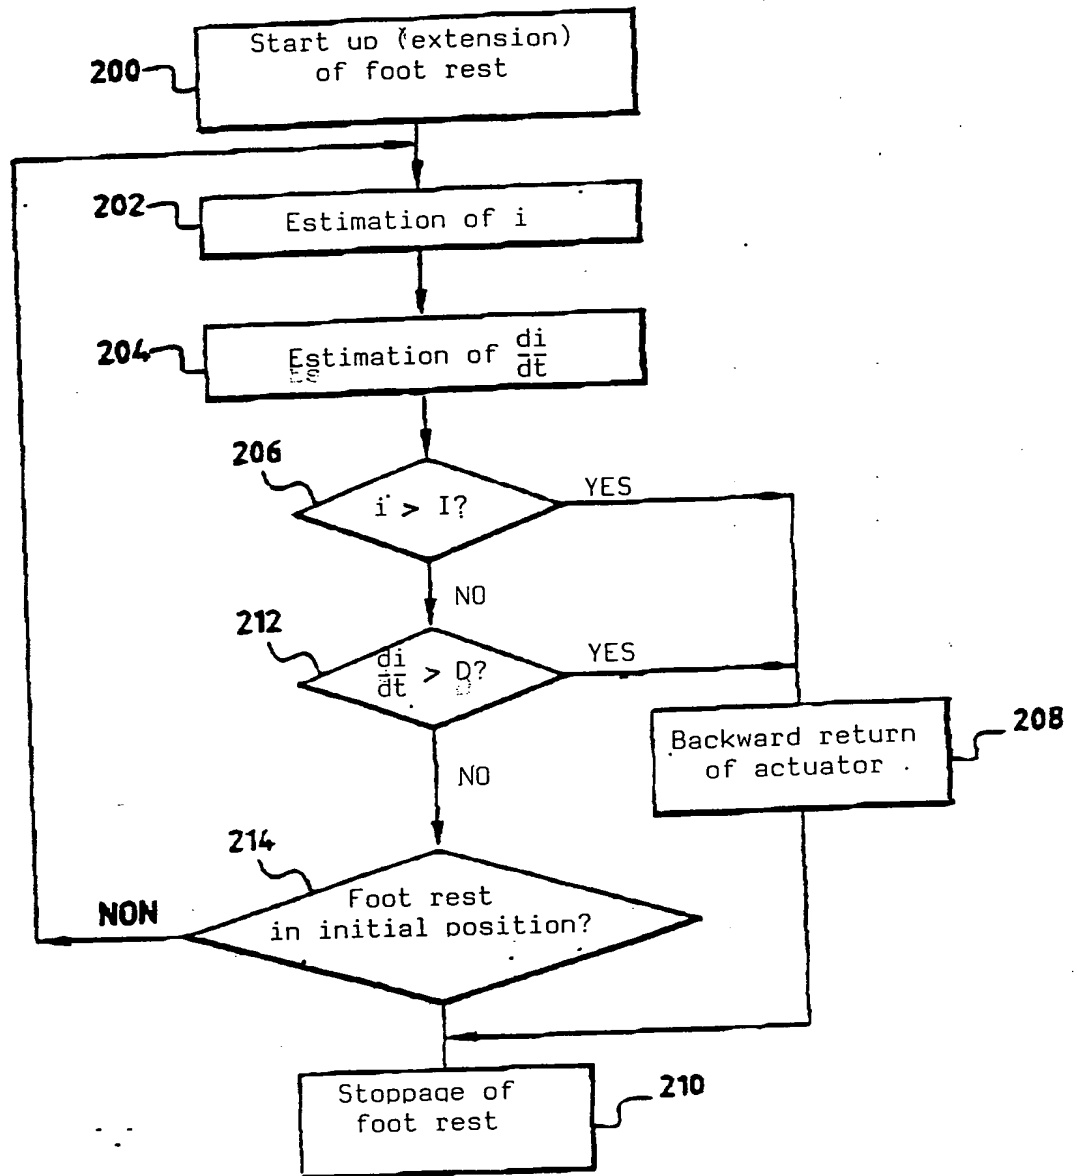 Start up (extension)
of foot rest
200
202
Estimation of i
204
Estimation of di/dt
206
i > I?
YES
NO
212
di/dt > D?
YES
NO
Backward return
of actuator
208
214
Foot rest
in initial position?
NON
Stoppage of
foot rest
210